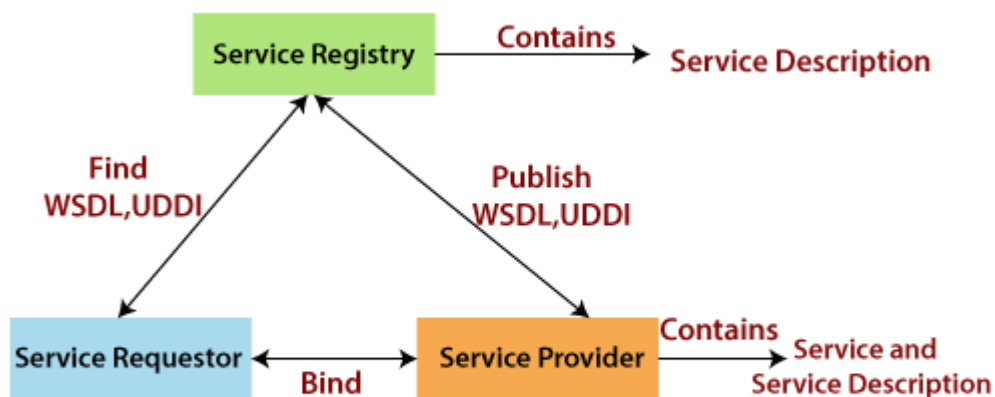 Service Registry
Contains
Service Description
Find
WSDL,UDDI
Publish
WSDL,UDDI
Service Requestor
Bind
Service Provider
Contains
Service and
Service Description